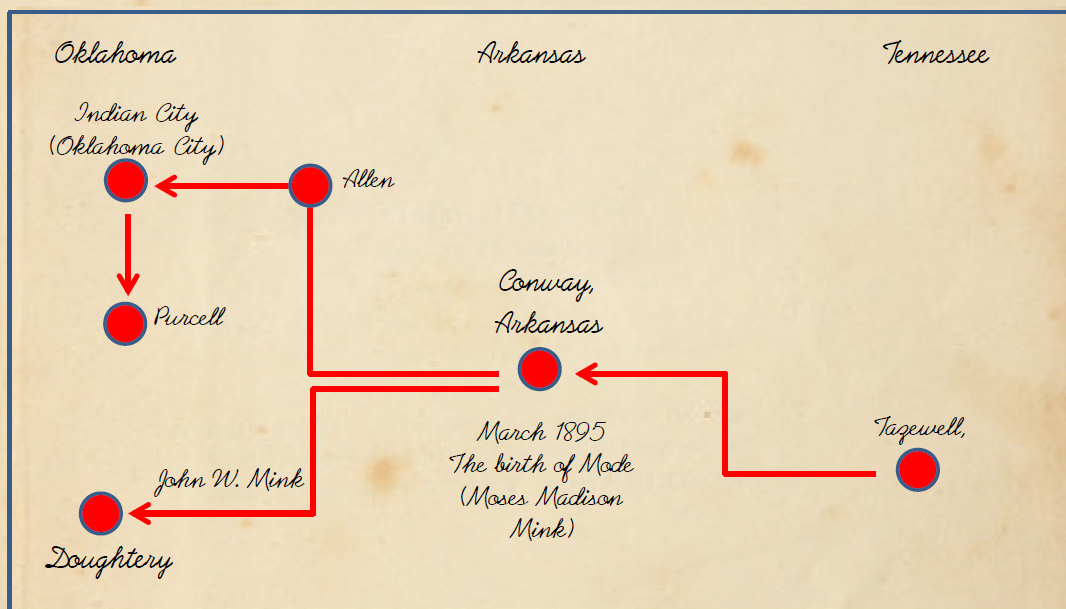 Oklahoma
Arkansas
Tennessee
Indian City
(Oklahoma City)
Allen
Purcell
Conway,
Arkansas
March 1895
The birth of Mode
(Moses Madison
Mink)
Tazewell,
John W. Mink
Doughtery